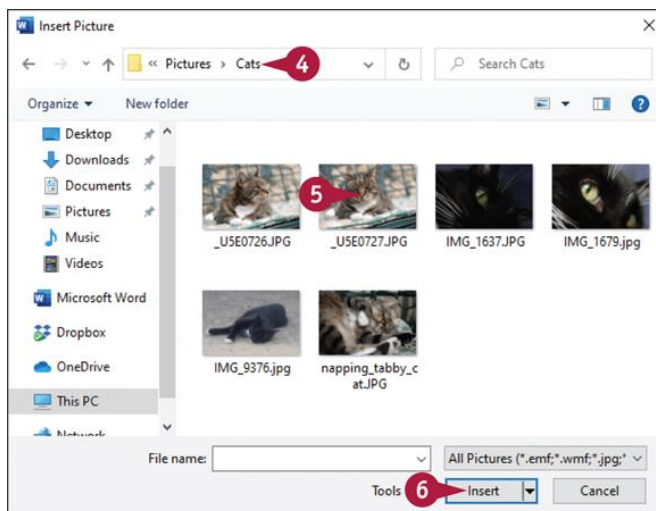 Insert Picture
« Pictures › Cats 4
Search Cats
Organize New folder
Desktop
Downloads
Documents
Pictures
Music
Videos
Microsoft Word
Dropbox
OneDrive
This PC
Network
5
_U5E0726.JPG _U5E0727.JPG IMG_1637.JPG IMG_1679.jpg
IMG_9376.jpg napping_tabby_c
at.JPG
File name: All Pictures (*.emf;*.wmf;*.jpg;*
Tools 6 Insert Cancel